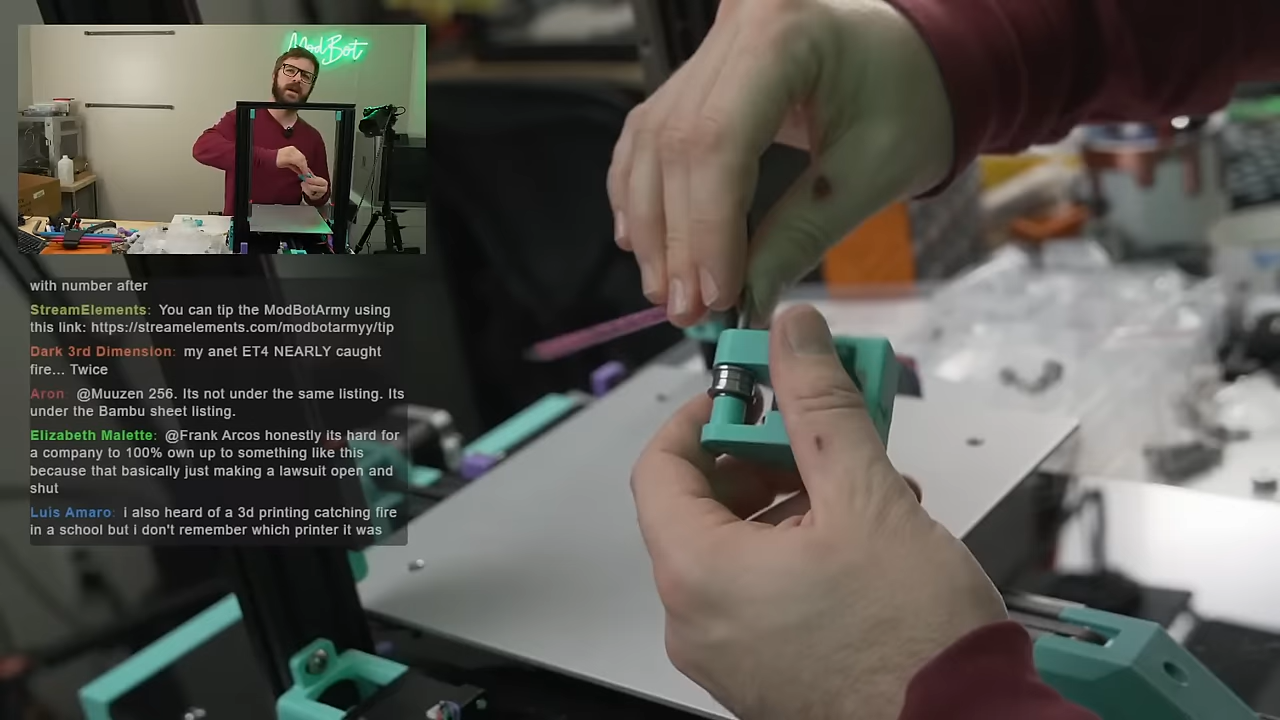 ModBot
with number after
StreamElements: You can tip the ModBotArmy using
this link: https://streamelements.com/modbotarmyy/tip
Dark 3rd Dimension: my anet ET4 NEARLY caught
fire... Twice
Aron: @Muuzen 256. Its not under the same listing. Its
under the Bambu sheet listing.
Elizabeth Malette: @Frank Arcos honestly its hard for
a company to 100% own up to something like this
because that basically just making a lawsuit open and
shut
Luis Amaro: i also heard of a 3d printing catching fire
in a school but i don't remember which printer it was